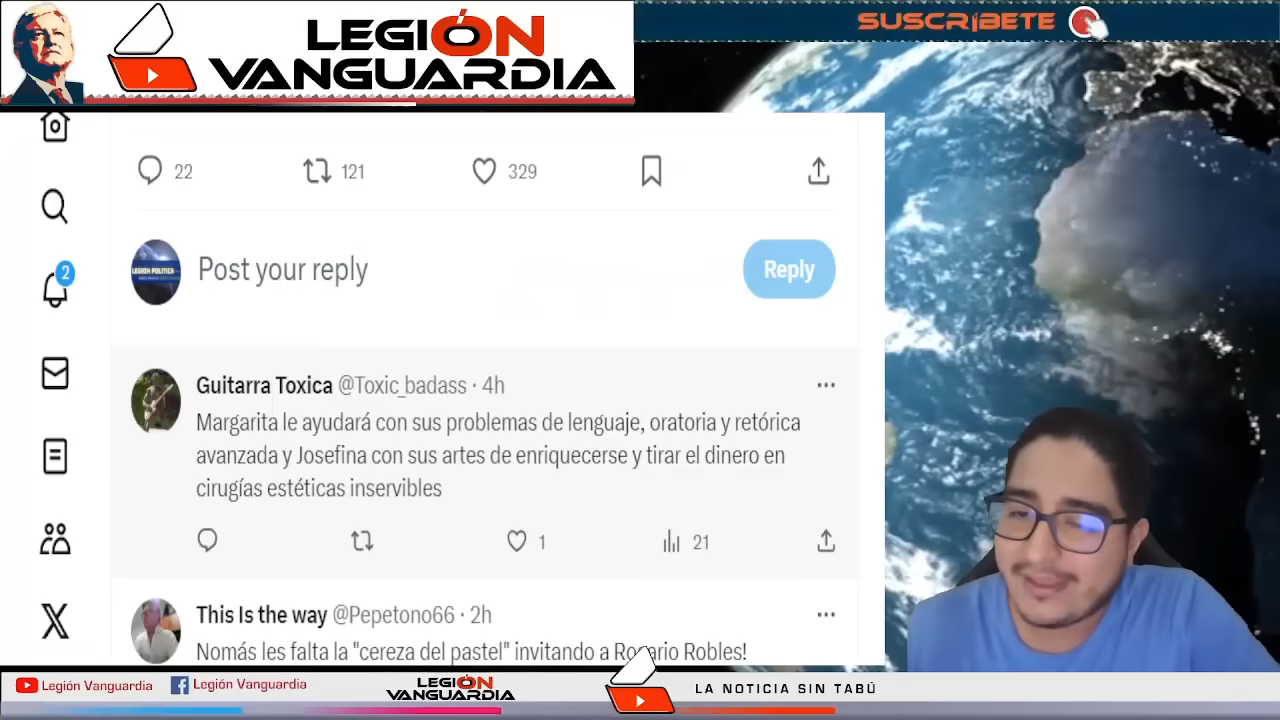 LEGIÓN
VANGUARDIA
SUSCRIBETE
22
121
329
2
LEGION POLITICA
Post your reply
Reply
Guitarra Toxica @Toxic_badass · 4h
Margarita le ayudará con sus problemas de lenguaje, oratoria y retórica
avanzada y Josefina con sus artes de enriquecerse y tirar el dinero en
cirugías estéticas inservibles
1
21
This Is the way @Pepetono66 · 2h
Nomás les falta la "cereza del pastel" invitando a Rosario Robles!
Legión Vanguardia
Legión Vanguardia
LEGIÓN
VANGUARDIA
LA NOTICIA SIN TABÚ